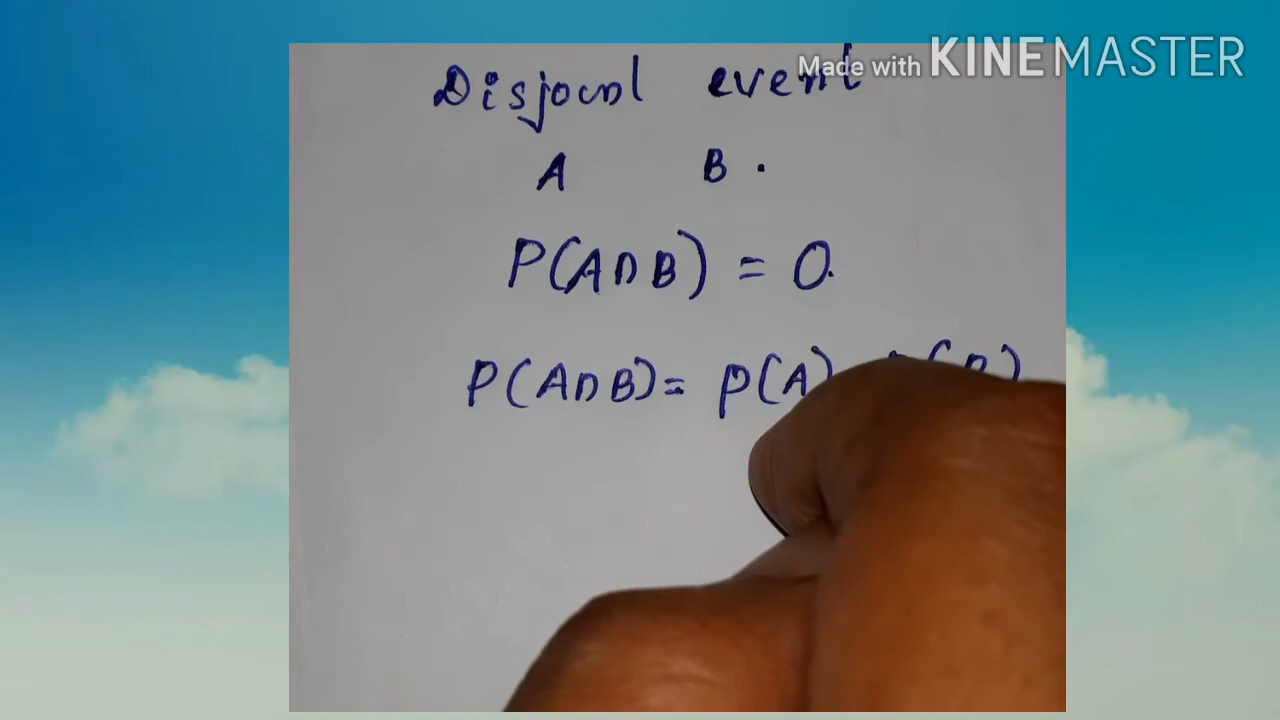 Made with KINEMASTER
Disjoint event
A B .
P(A∩B) = 0.
P(A∩B) = P(A) (B)